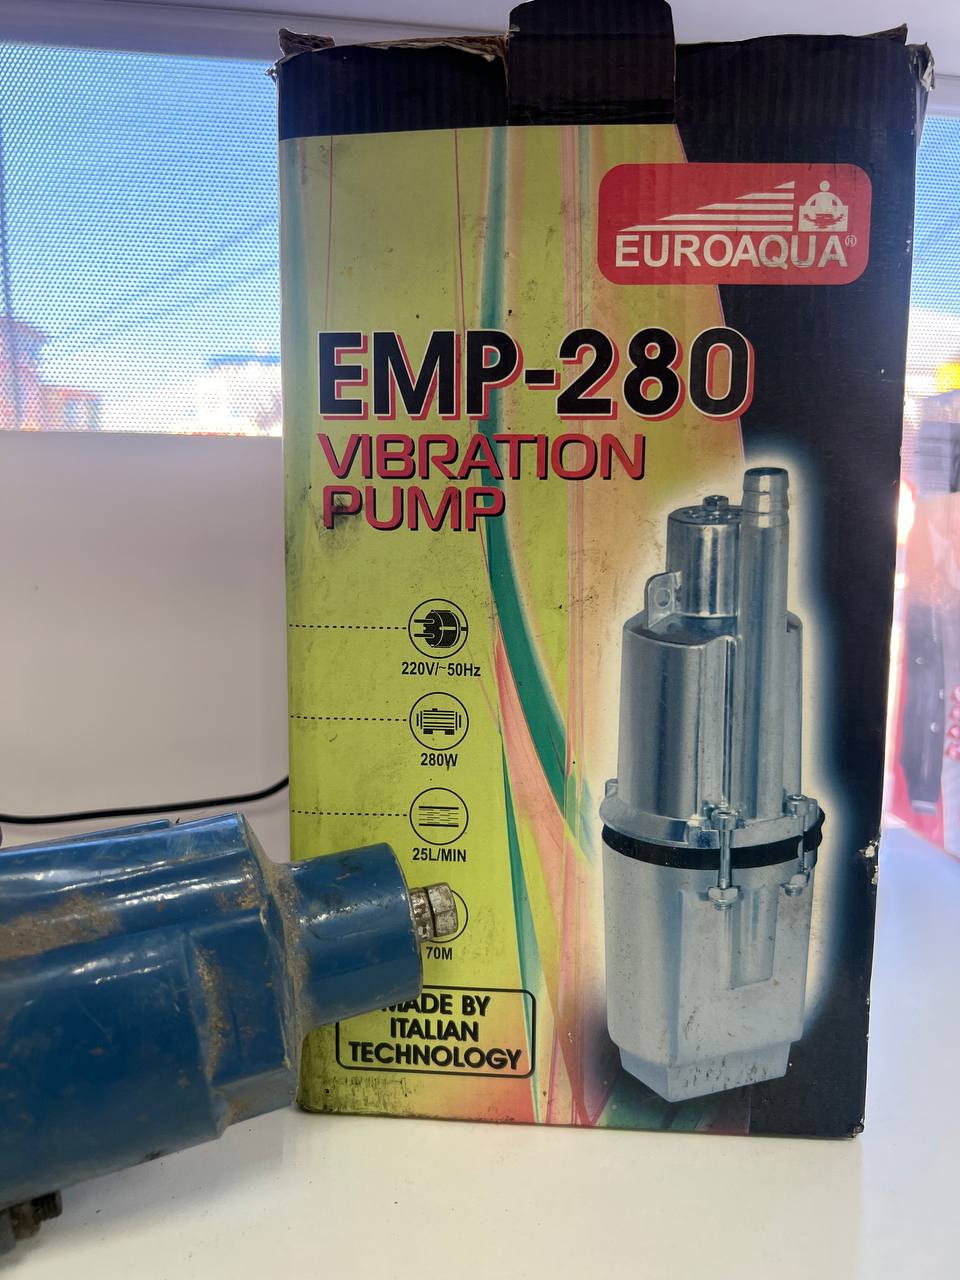 EUROAQUA®
EMP-280
VIBRATION
PUMP
220V/~50Hz
280W
25L/MIN
70M
MADE BY
ITALIAN
TECHNOLOGY